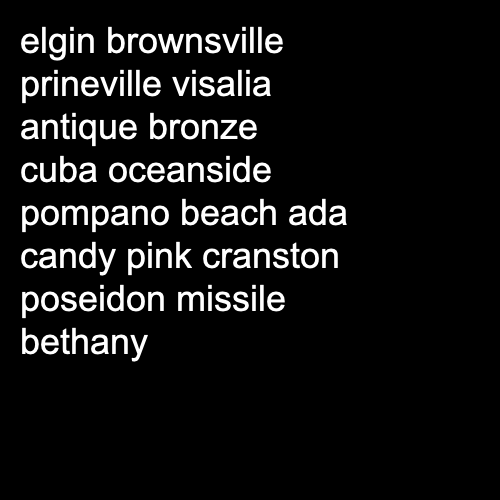 elgin brownsville
prineville visalia
antique bronze
cuba oceanside
pompano beach ada
candy pink cranston
poseidon missile
bethany